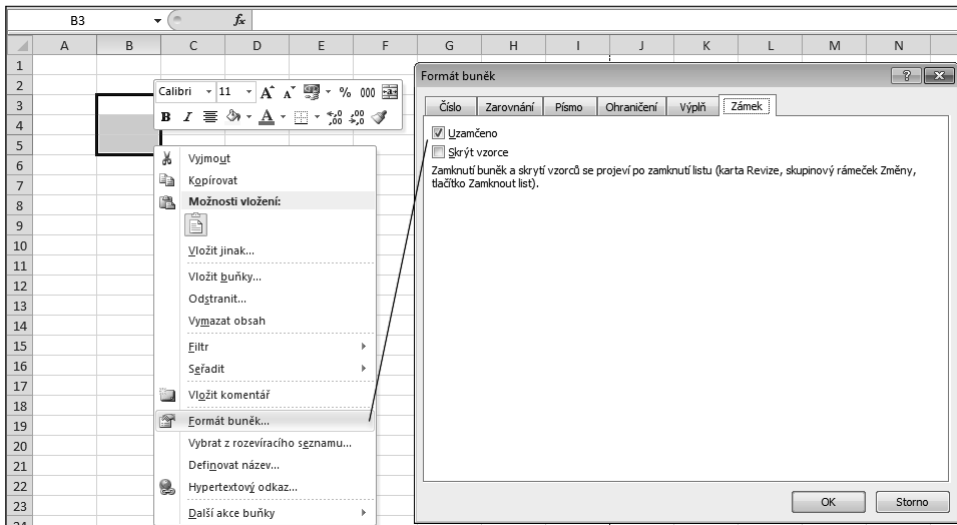 B3 fx
A B C D E F G H I J K L M N
1
2
3
4
5
6
7
8
9
10
11
12
13
14
15
16
17
18
19
20
21
22
23
24
Calibri 11 A A % 000
B I A ,0 ,00 ,00 ,0
Vyjmout
Kopírovat
Možnosti vložení:
Vložit jinak...
Vložit buňky...
Odstranit...
Vymazat obsah
Filtr
Seřadit
Vložit komentář
Formát buněk...
Vybrat z rozevíracího seznamu...
Definovat název...
Hypertextový odkaz...
Další akce buňky
Formát buněk
Číslo Zarovnání Písmo Ohraničení Výplň Zámek
Uzamčeno
Skrýt vzorce
Zamknutí buněk a skrytí vzorců se projeví po zamknutí listu (karta Revize, skupinový rámeček Změny,
tlačítko Zamknout list).
OK Storno